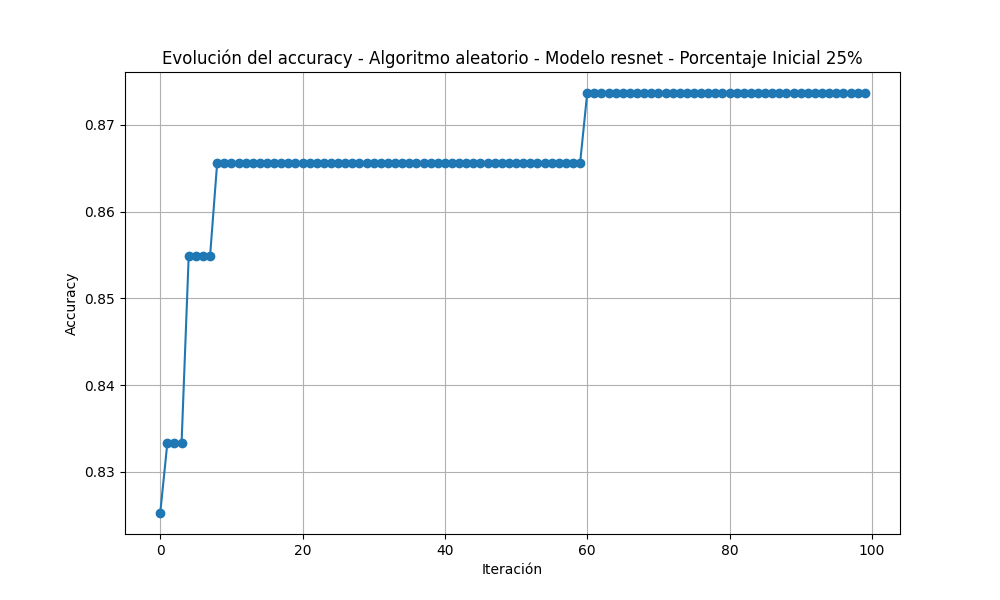 Evolución del accuracy - Algoritmo aleatorio - Modelo resnet - Porcentaje Inicial 25%
0.87
0.86
0.85
0.84
0.83
Accuracy
0 20 40 60 80 100
Iteración